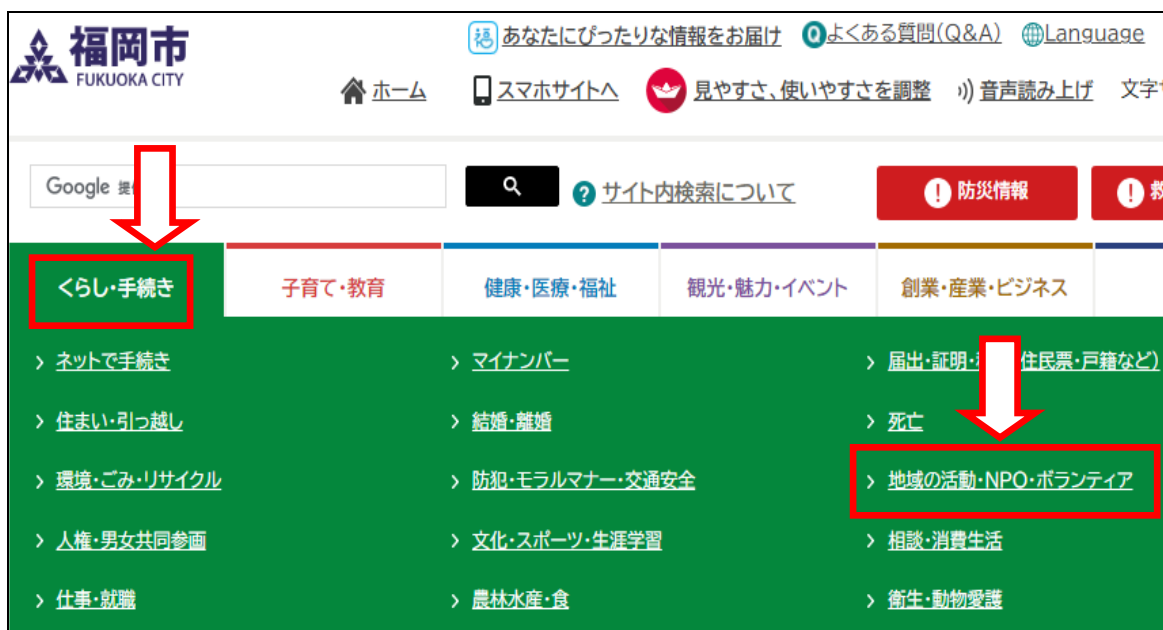 福岡市
FUKUOKA CITY
あなたにぴったりな情報をお届け
よくある質問(Q&A)
Language
ホーム
スマホサイトへ
見やすさ、使いやすさを調整
音声読み上げ
文字
Google
サイト内検索について
防災情報
救
くらし・手続き
子育て・教育
健康・医療・福祉
観光・魅力・イベント
創業・産業・ビジネス
ネットで手続き
マイナンバー
届出・証明・ 住民票・戸籍など)
住まい・引っ越し
結婚・離婚
死亡
環境・ごみ・リサイクル
防犯・モラルマナー・交通安全
地域の活動・NPO・ボランティア
人権・男女共同参画
文化・スポーツ・生涯学習
相談・消費生活
仕事・就職
農林水産・食
衛生・動物愛護